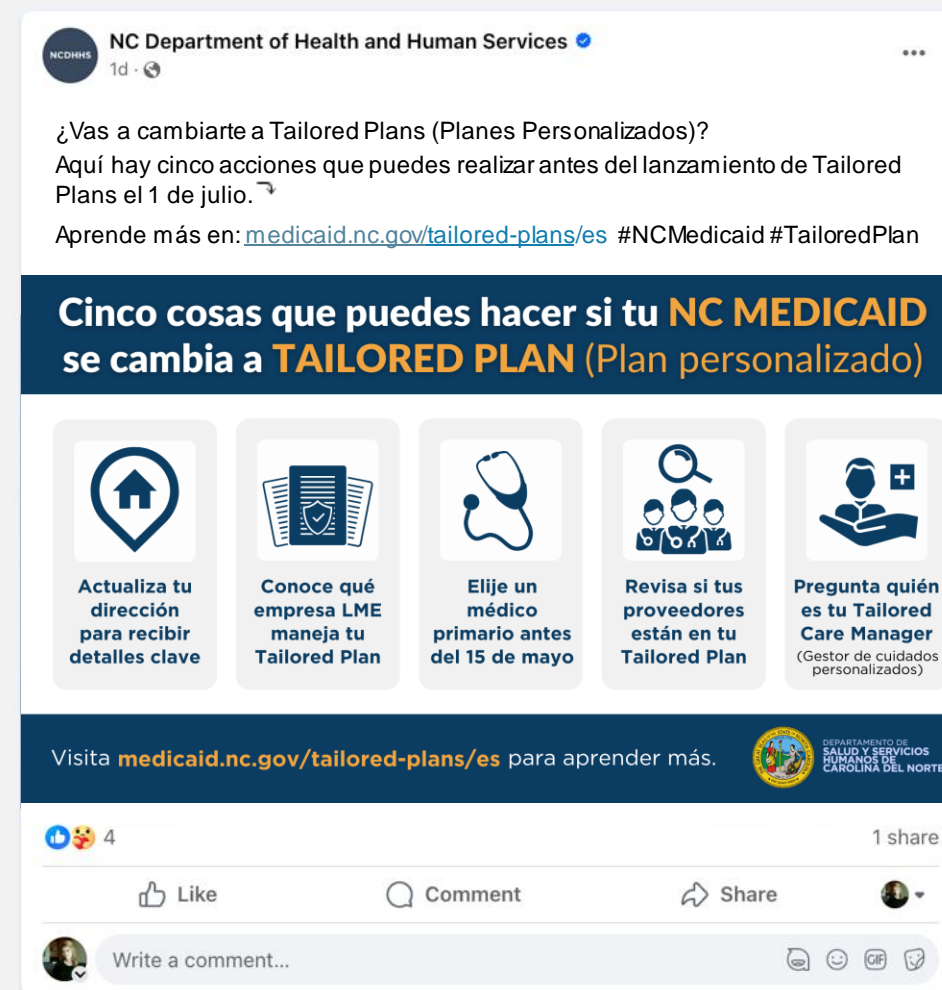 NCDHHS
NC Department of Health and Human Services
1d
¿Vas a cambiarte a Tailored Plans (Planes Personalizados)?
Aquí hay cinco acciones que puedes realizar antes del lanzamiento de Tailored
Plans el 1 de julio.
Aprende más en: medicaid.nc.gov/tailored-plans/es #NCMedicaid #TailoredPlan
Cinco cosas que puedes hacer si tu NC MEDICAID
se cambia a TAILORED PLAN (Plan personalizado)
Actualiza tu
dirección
para recibir
detalles clave
Conoce qué
empresa LME
maneja tu
Tailored Plan
Elije un
médico
primario antes
del 15 de mayo
Revisa si tus
proveedores
están en tu
Tailored Plan
Pregunta quién
es tu Tailored
Care Manager
(Gestor de cuidados
personalizados)
Visita medicaid.nc.gov/tailored-plans/es para aprender más.
DEPARTAMENTO DE
SALUD Y SERVICIOS
HUMANOS DE
CAROLINA DEL NORTE
4
1 share
Like
Comment
Share
Write a comment...
GIF